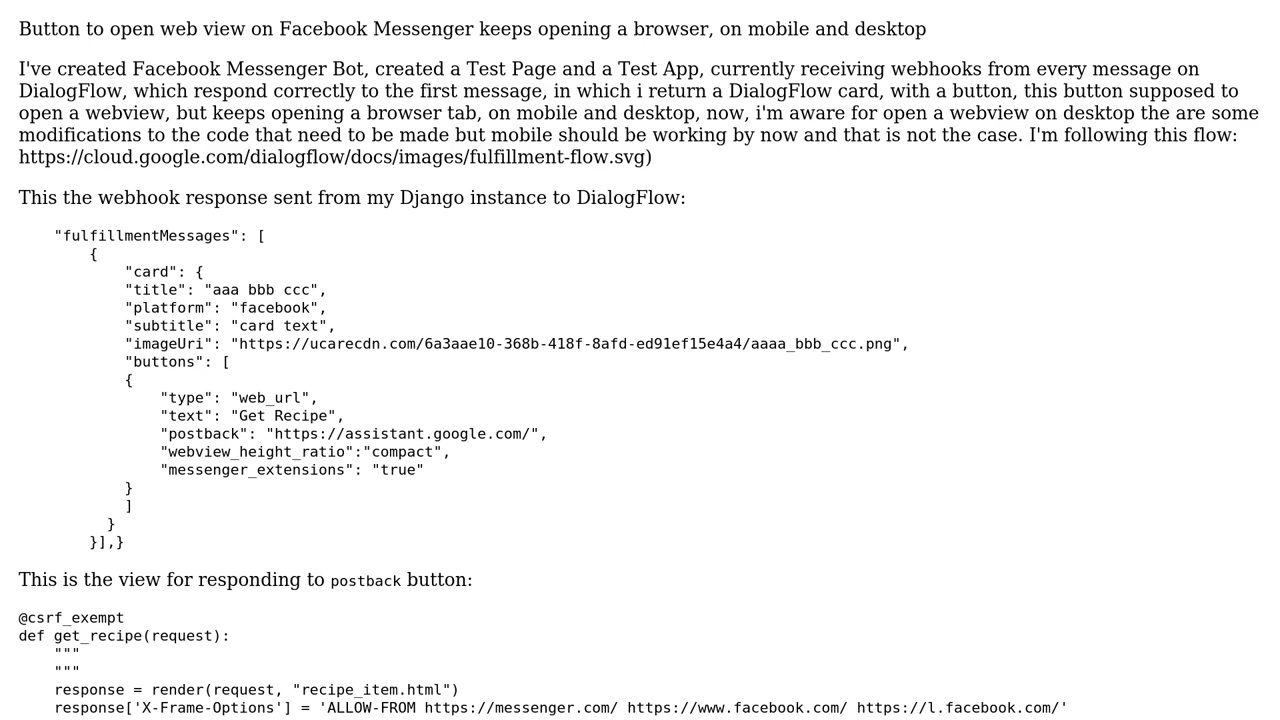 Button to open web view on Facebook Messenger keeps opening a browser, on mobile and desktop
I've created Facebook Messenger Bot, created a Test Page and a Test App, currently receiving webhooks from every message on
DialogFlow, which respond correctly to the first message, in which i return a DialogFlow card, with a button, this button supposed to
open a webview, but keeps opening a browser tab, on mobile and desktop, now, i'm aware for open a webview on desktop the are some
modifications to the code that need to be made but mobile should be working by now and that is not the case. I'm following this flow:
https://cloud.google.com/dialogflow/docs/images/fulfillment-flow.svg)
This the webhook response sent from my Django instance to DialogFlow:
    "fulfillmentMessages": [
        {
            "card": {
            "title": "aaa bbb ccc",
            "platform": "facebook",
            "subtitle": "card text",
            "imageUri": "https://ucarecdn.com/6a3aae10-368b-418f-8afd-ed91ef15e4a4/aaaa_bbb_ccc.png",
            "buttons": [
            {
                "type": "web_url",
                "text": "Get Recipe",
                "postback": "https://assistant.google.com/",
                "webview_height_ratio":"compact",
                "messenger_extensions": "true"
            }
            ]
          }
        }],}
This is the view for responding to postback button:
@csrf_exempt
def get_recipe(request):
    """
    """
    response = render(request, "recipe_item.html")
    response['X-Frame-Options'] = 'ALLOW-FROM https://messenger.com/ https://www.facebook.com/ https://l.facebook.com/'